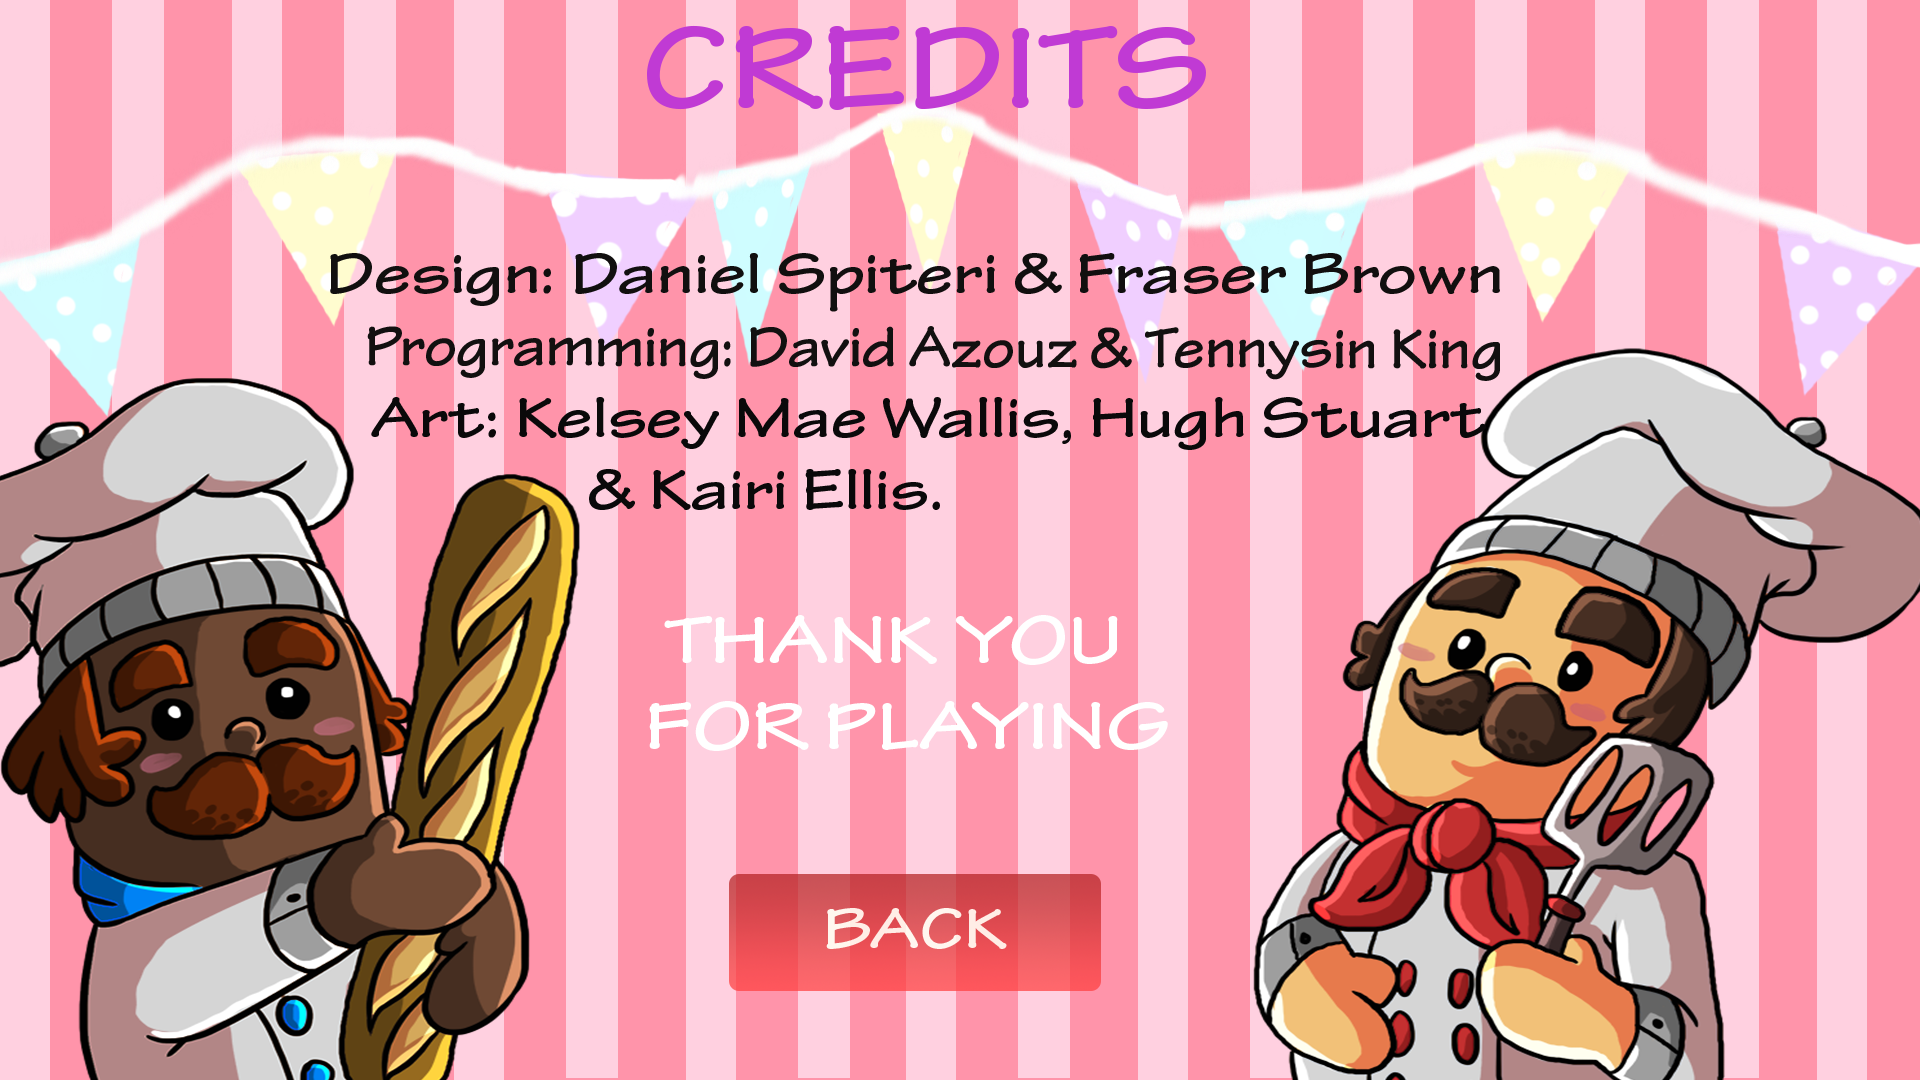 CREDITS
Design: Daniel Spiteri & Fraser Brown
Programming: David Azouz & Tennysin King
Art: Kelsey Mae Wallis, Hugh Stuart
& Kairi Ellis.
THANK YOU
FOR PLAYING
BACK